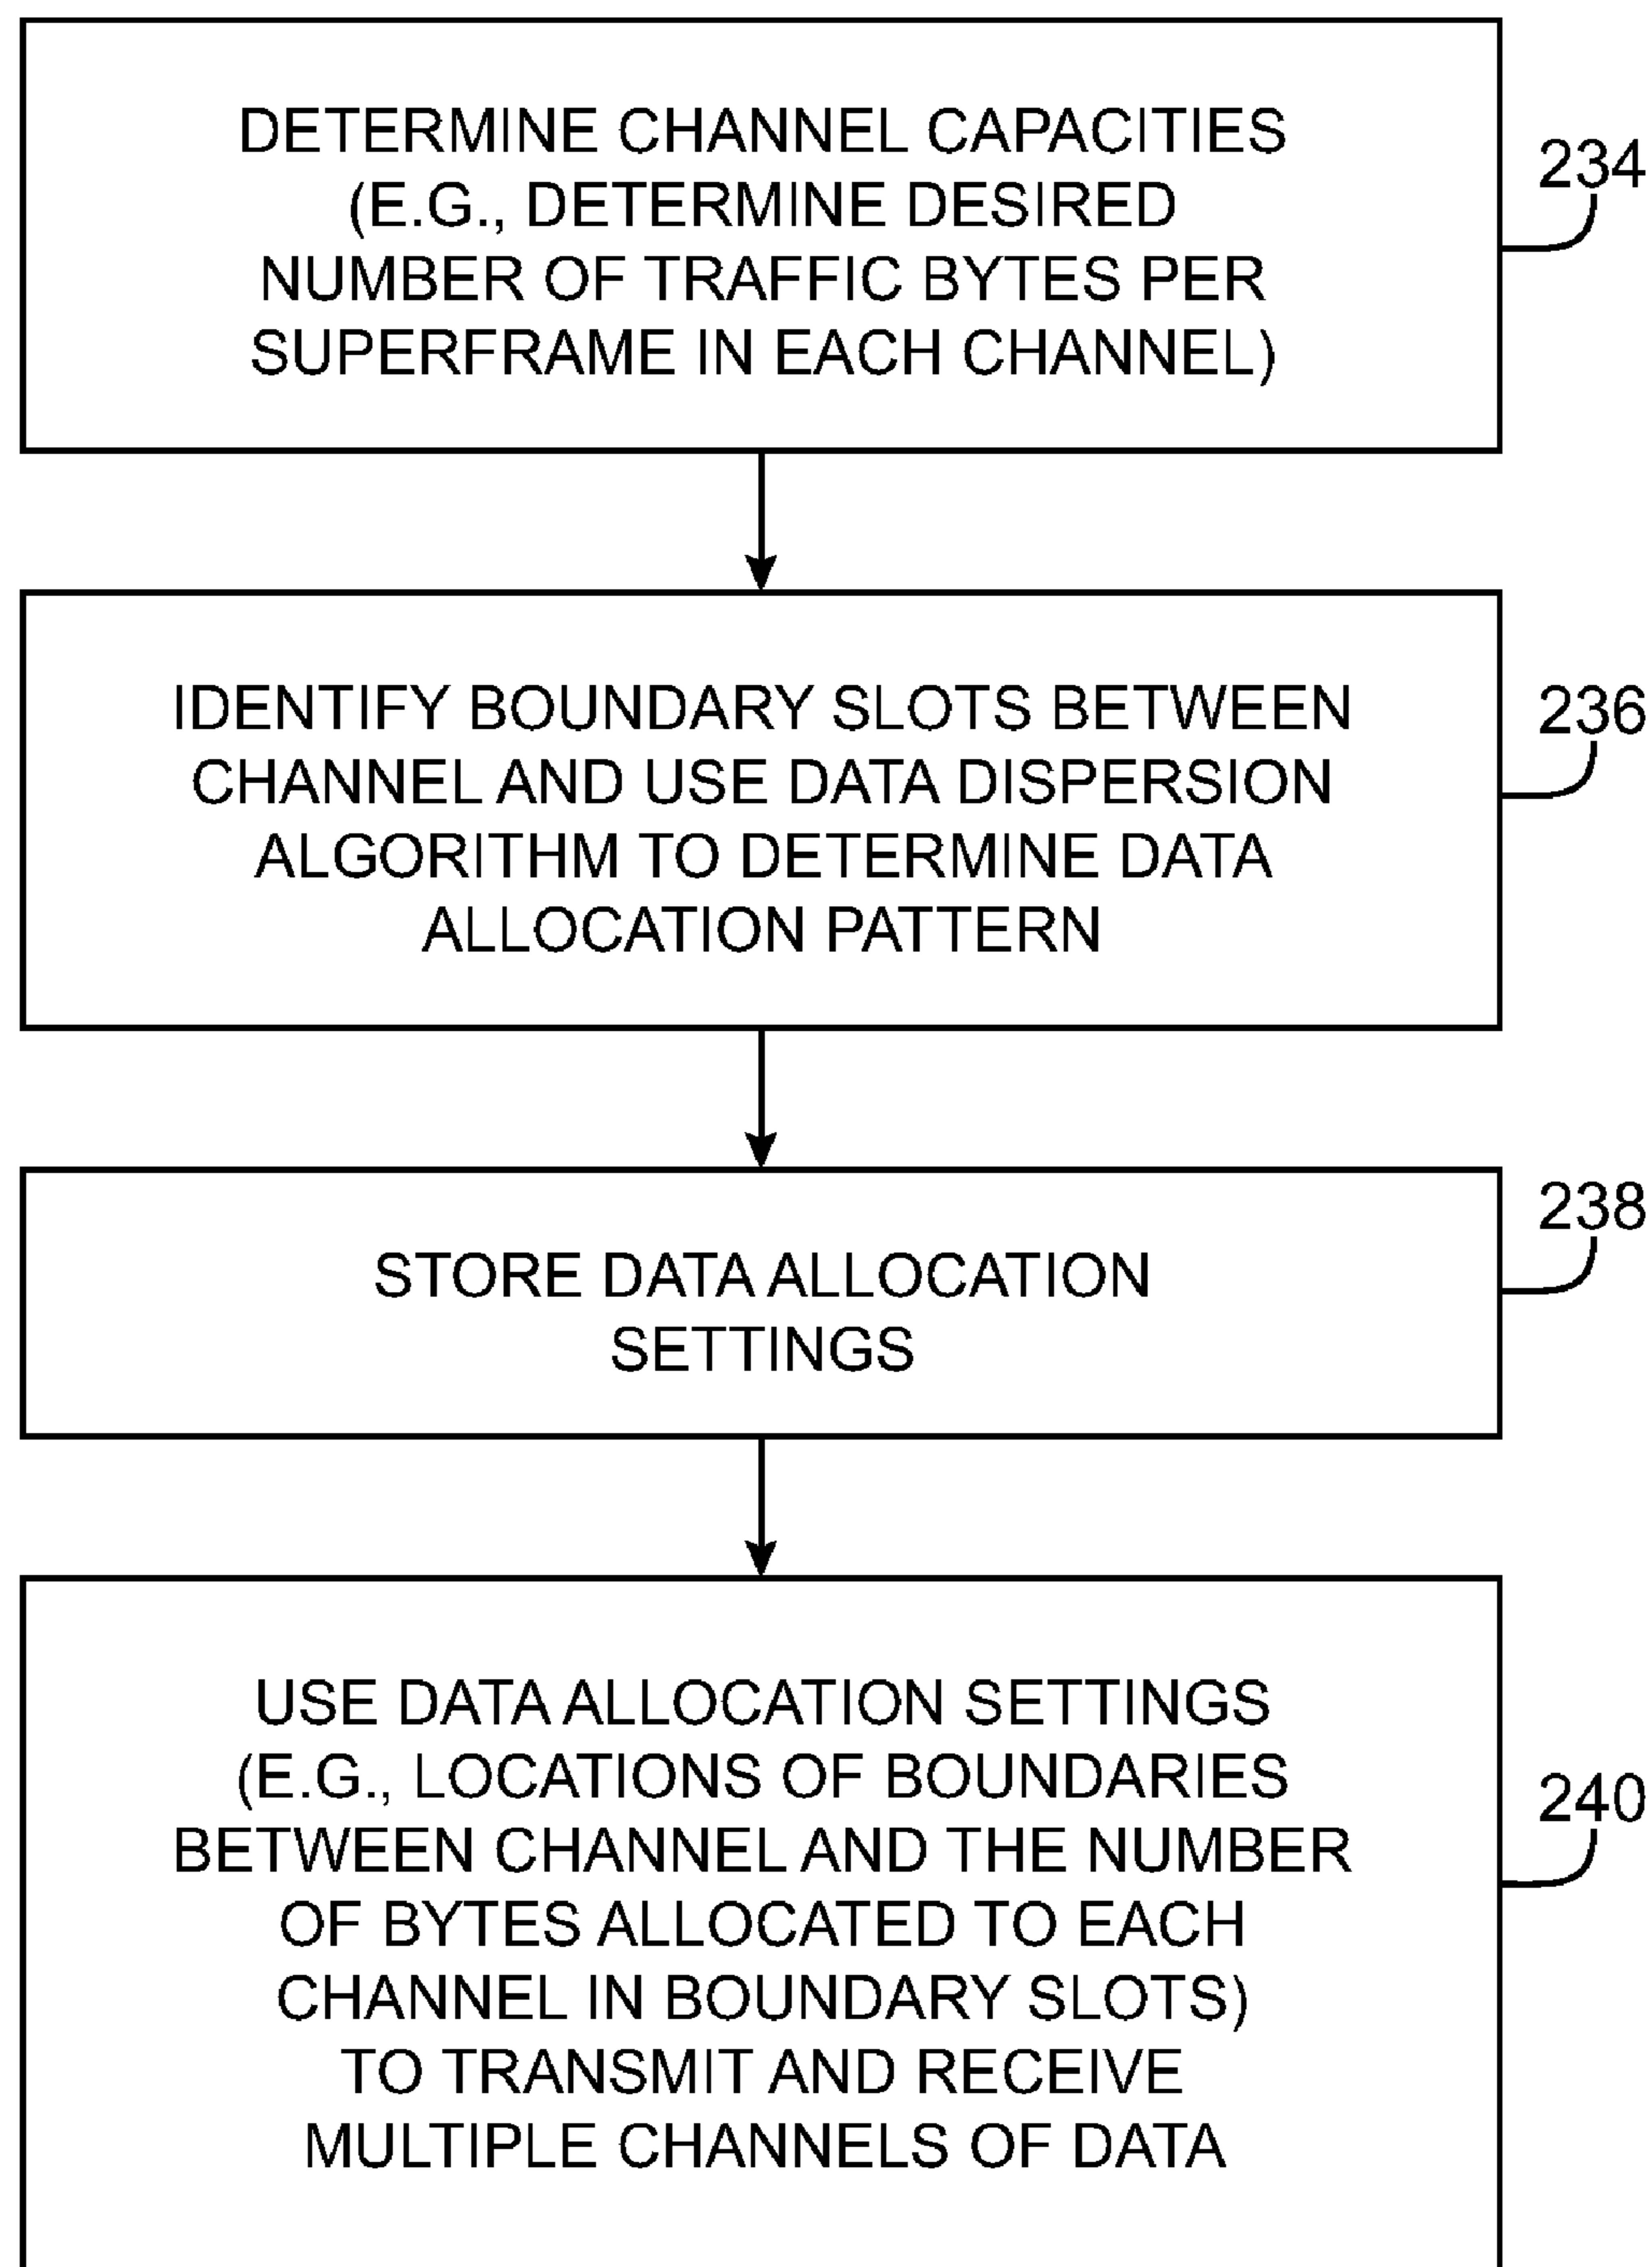 DETERMINE CHANNEL CAPACITIES
(E.G., DETERMINE DESIRED
NUMBER OF TRAFFIC BYTES PER
SUPERFRAME IN EACH CHANNEL)
234
IDENTIFY BOUNDARY SLOTS BETWEEN
CHANNEL AND USE DATA DISPERSION
ALGORITHM TO DETERMINE DATA
ALLOCATION PATTERN
236
STORE DATA ALLOCATION
SETTINGS
238
USE DATA ALLOCATION SETTINGS
(E.G., LOCATIONS OF BOUNDARIES
BETWEEN CHANNEL AND THE NUMBER
OF BYTES ALLOCATED TO EACH
CHANNEL IN BOUNDARY SLOTS)
TO TRANSMIT AND RECEIVE
MULTIPLE CHANNELS OF DATA
240